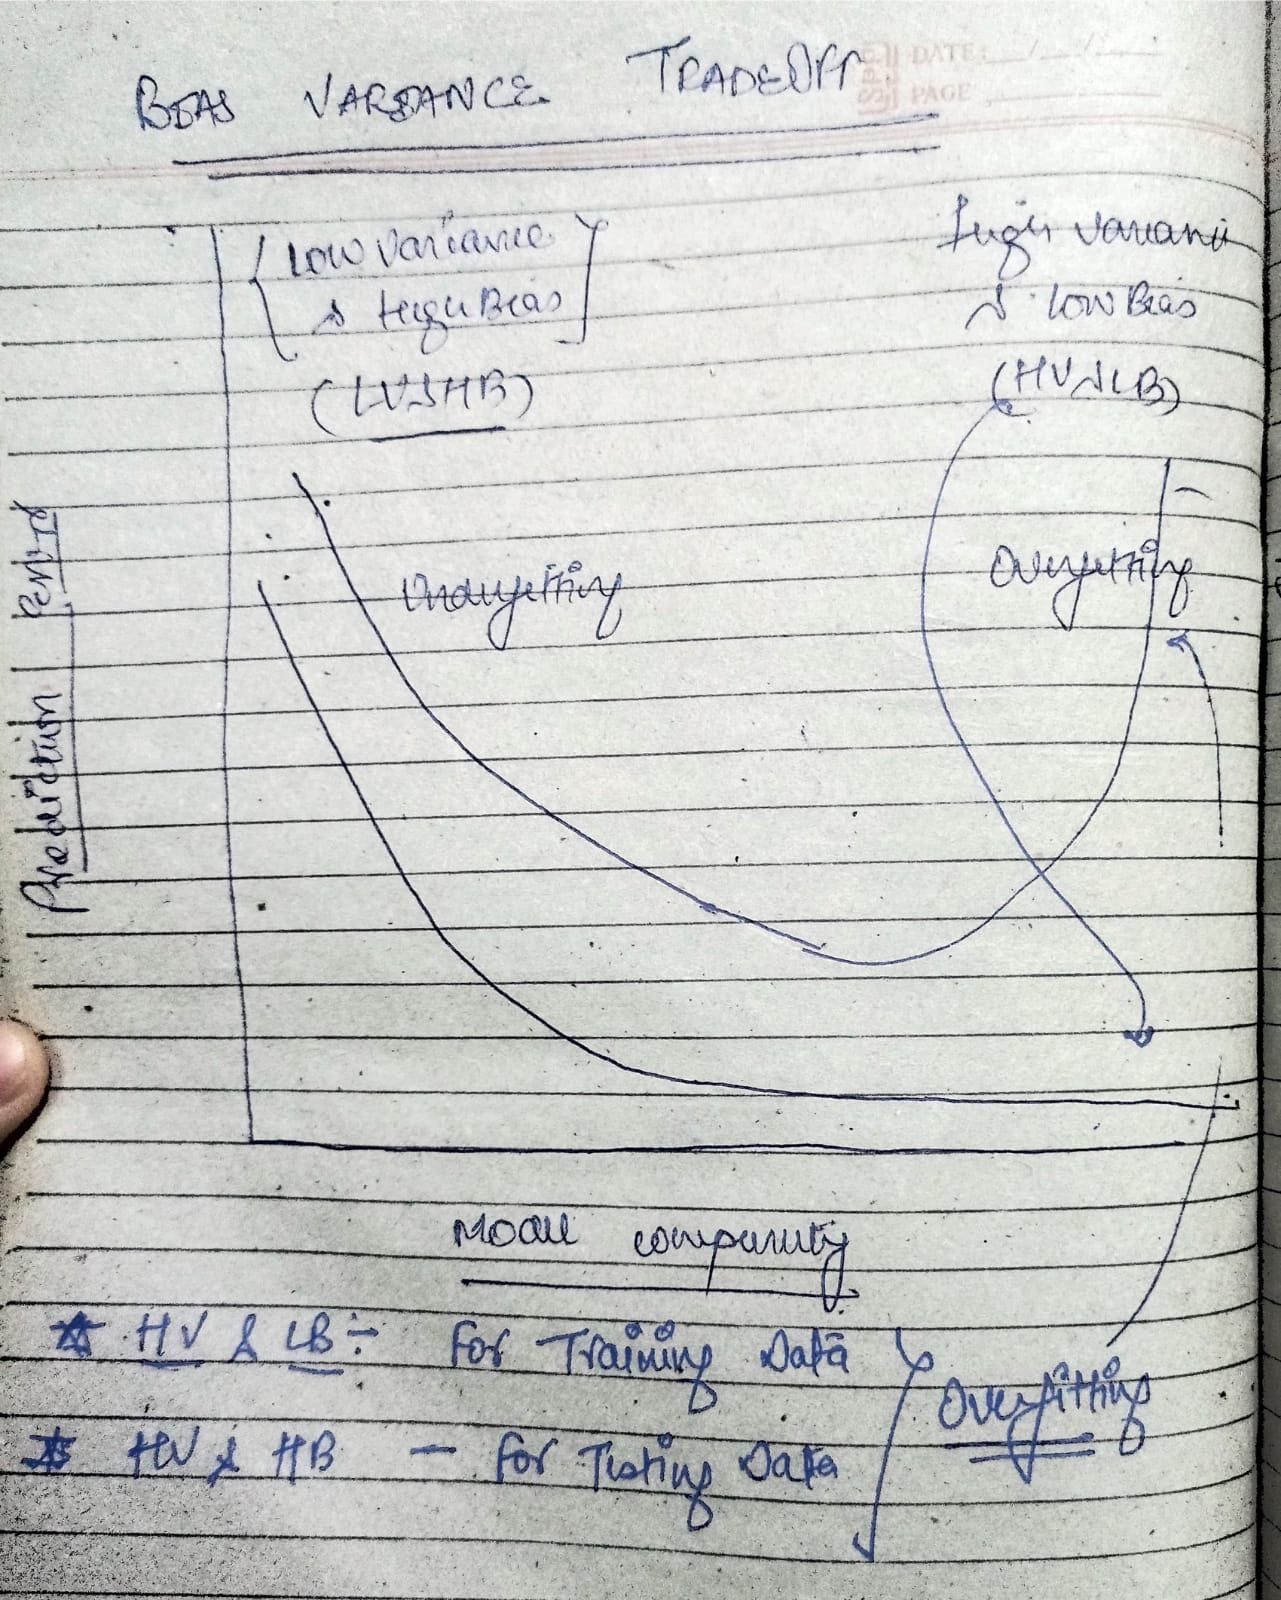 DATE:
PAGE
BIAS VARIANCE TRADEOFF
{ Low Variance
& High Bias }
(LV & HB)
High Variance
& Low Bias
(HV & LB)
Underfitting
Overfitting
Prediction
Model complexity
HV & LB :- For Training Data
HV & HB - For Testing Data
Overfitting